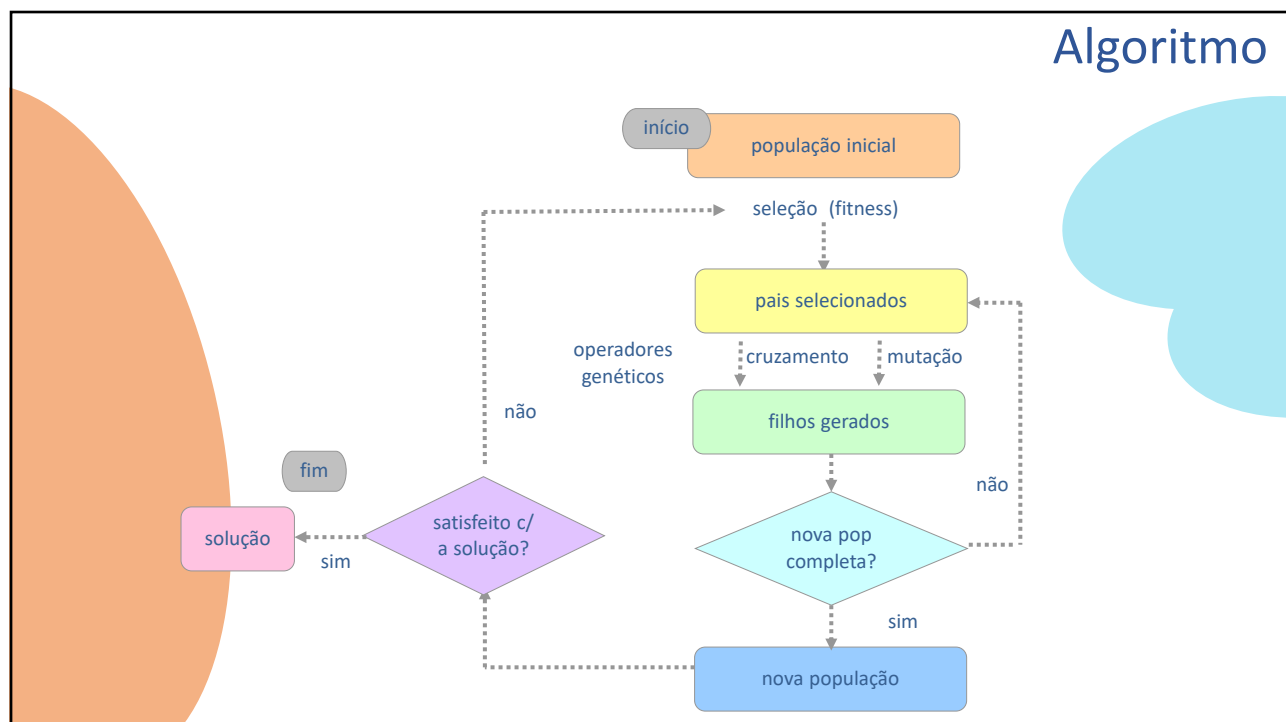 Algoritmo
início
população inicial
seleção (fitness)
pais selecionados
operadores
genéticos
cruzamento
mutação
não
filhos gerados
fim
não
solução
sim
satisfeito c/
a solução?
nova pop
completa?
sim
nova população